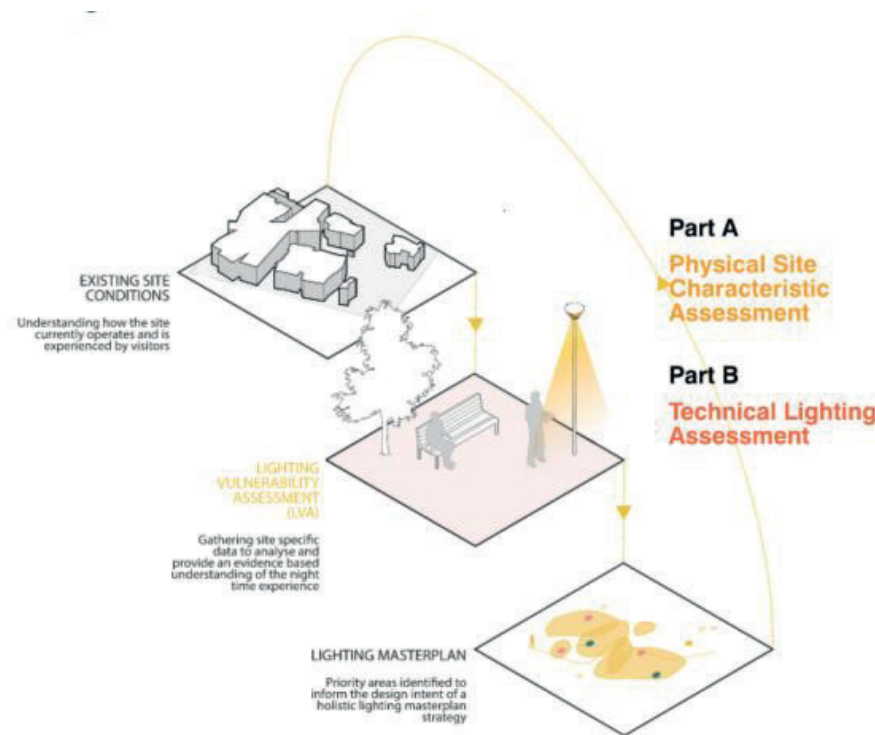 EXISTING SITE
CONDITIONS
Understanding how the site
currently operates and is
experienced by visitors
Part A
Physical Site
Characteristic
Assessment
Part B
Technical Lighting
Assessment
LIGHTING
VULNERABILITY
ASSESSMENT
(LVA)
Gathering site specific
data to analyse and
provide an evidence based
understanding of the night
time experience
LIGHTING MASTERPLAN
Priority areas identified to
inform the design intent of a
holistic lighting masterplan
strategy